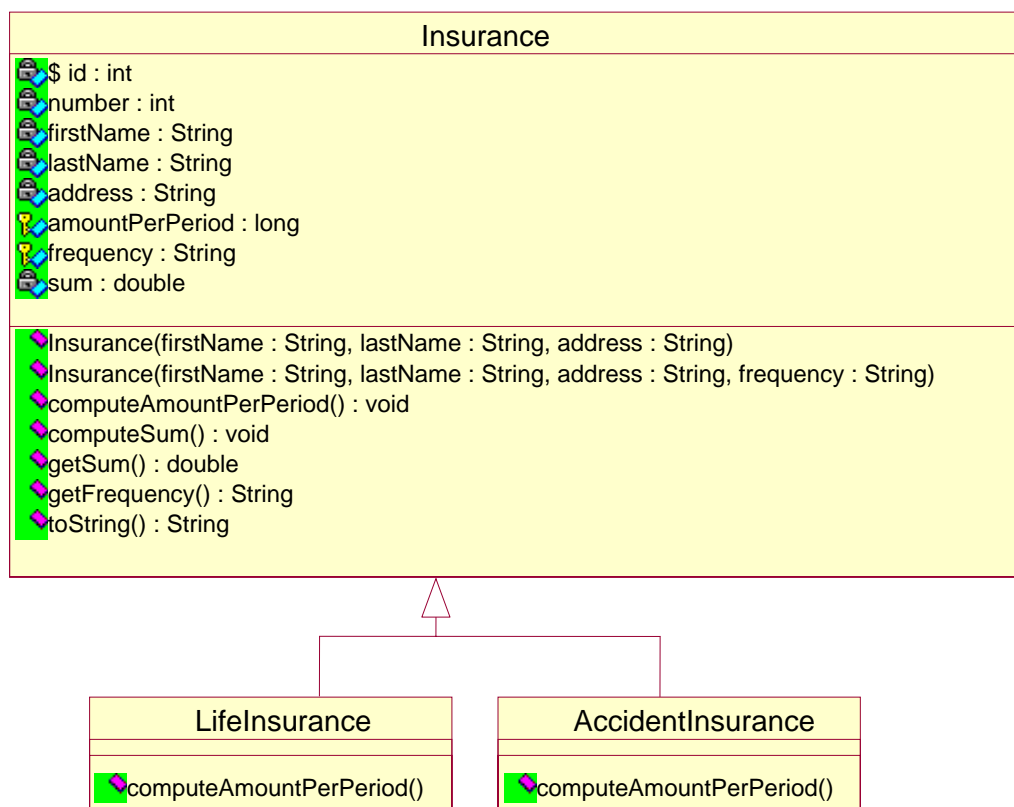 Insurance
$ id : int
number : int
firstName : String
lastName : String
address : String
amountPerPeriod : long
frequency : String
sum : double
Insurance(firstName : String, lastName : String, address : String)
Insurance(firstName : String, lastName : String, address : String, frequency : String)
computeAmountPerPeriod() : void
computeSum() : void
getSum() : double
getFrequency() : String
toString() : String
LifeInsurance
computeAmountPerPeriod()
AccidentInsurance
computeAmountPerPeriod()